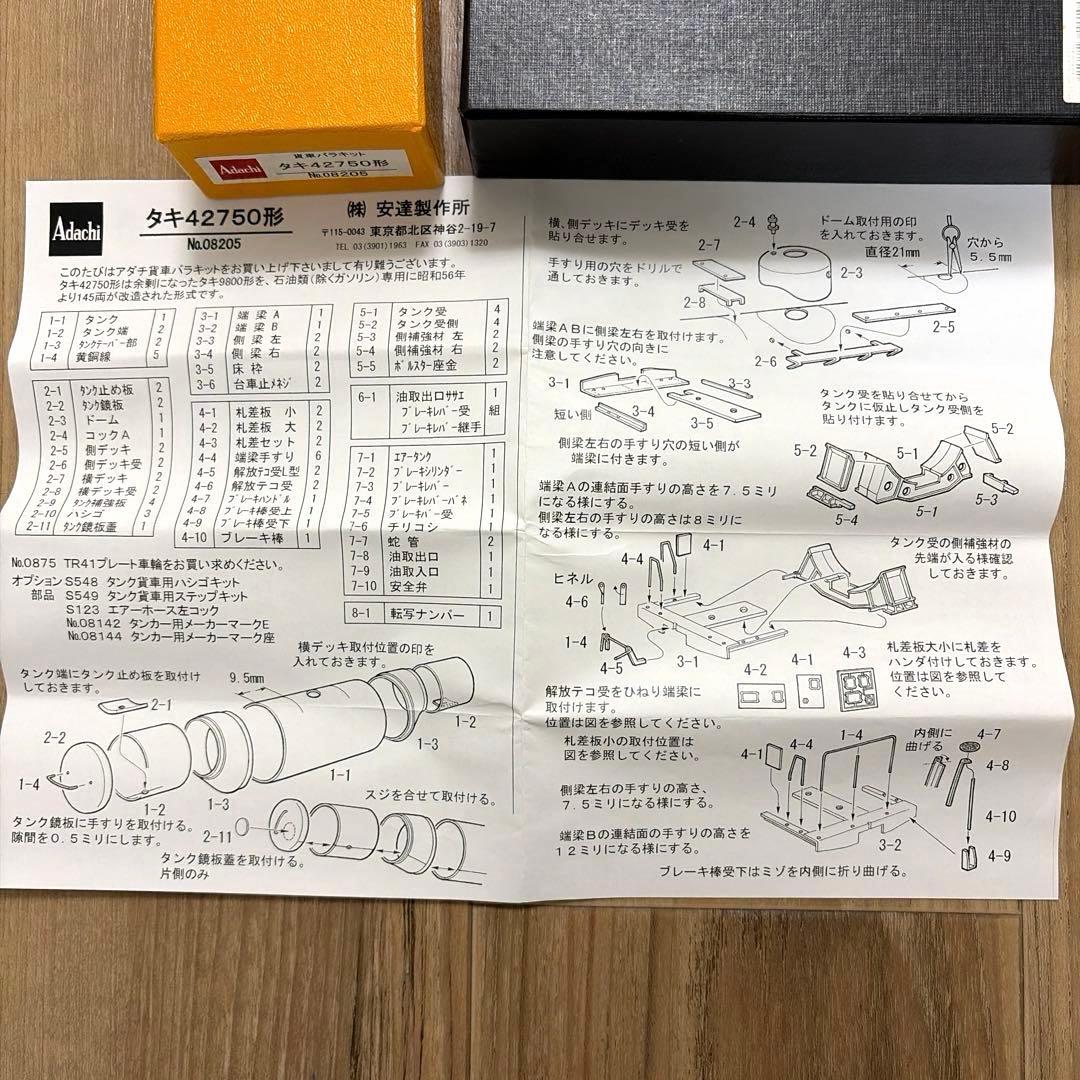 貨車バラキット
Adachi
タキ42750形
No.08205
Adachi
タキ42750形
No.08205
(株) 安達製作所
〒115-0043 東京都北区神谷2-19-7
TEL 03(3901)1963 FAX 03(3903)1320
このたびはアダチ貨車バラキットをお買い上げ下さいまして有り難うございます。
タキ42750形は余剰になったタキ9800形を、石油類(除くガソリン)専用に昭和56年
より145両が改造された形式です。
1-1 タンク 1
1-2 タンク端 2
1-3 タンクテーパー部 2
1-4 黄銅線 5
2-1 タンク止め板 2
2-2 タンク鏡板 2
2-3 ドーム 1
2-4 コックA 1
2-5 側デッキ 2
2-6 側デッキ受 2
2-7 横デッキ 2
2-8 横デッキ受 2
2-9 タンク補強板 4
2-10 ハシゴ 3
2-11 タンク鏡板蓋 1
3-1 端梁A 1
3-2 端梁B 1
3-3 側梁左 2
3-4 側梁右 2
3-5 床枠 2
3-6 台車止メネジ 2
4-1 札差板 小 2
4-2 札差板 大 2
4-3 札差セット 2
4-4 端梁手すり 6
4-5 解放テコ受L型 2
4-6 解放テコ受 2
4-7 ブレーキハンドル 1
4-8 ブレーキ棒受上 1
4-9 ブレーキ棒受下 1
4-10 ブレーキ棒 1
5-1 タンク受 4
5-2 タンク受側 4
5-3 側補強材 左 2
5-4 側補強材 右 2
5-5 ボルスター座金 2
6-1 油取出口ササエ 1
ブレーキレバー受 組
ブレーキレバー継手
7-1 エアータンク 1
7-2 ブレーキシリンダー 1
7-3 ブレーキレバー 1
7-4 ブレーキレバーバネ 1
7-5 ブレーキバー受 1
7-6 チリコシ 1
7-7 蛇管 2
7-8 油取出口 1
7-9 油取入口 1
7-10 安全弁 1
8-1 転写ナンバー 1
No.0875 TR41プレート車輪をお買い求めください。
オプション S548 タンク貨車用ハシゴキット
部品 S549 タンク貨車用ステップキット
S123 エアーホース左コック
No.08142 タンカー用メーカーマークE
No.08144 タンカー用メーカーマーク座
横デッキ取付位置の印を
入れておきます。
タンク端にタンク止め板を取付け
しておきます。
9.5mm
2-1
2-2
1-4
1-2
1-3
1-1
1-3
1-2
スジを合せて取付ける。
タンク鏡板に手すりを取付ける。
隙間を0.5ミリにします。
2-11
タンク鏡板蓋を取付ける。
片側のみ
横、側デッキにデッキ受を
貼り合せます。
手すり用の穴をドリルで
通しておきます。
2-4
2-7
2-3
2-8
2-5
2-6
ドーム取付用の印
を入れておきます。
直径21mm
穴から
5.5mm
端梁ABに側梁左右を取付けます。
側梁の手すり穴の向きに
注意してください。
3-1
3-3
3-4
3-5
短い側
側梁左右の手すり穴の短い側が
端梁に付きます。
タンク受を貼り合せてから
タンクに仮止しタンク受側を
貼り付けます。
5-2
5-2
5-1
5-3
5-4
5-1
端梁Aの連結面手すりの高さを7.5ミリ
になる様にする。
側梁左右の手すりの高さは8ミリに
なる様にする。
タンク受の側補強材の
先端が入る様確認
しておきます。
4-1
4-4
ヒネル
4-6
1-4
4-5
3-1
4-2
4-1
4-3
札差板大小に札差を
ハンダ付けしておきます。
位置は図を参照して
ください。
解放テコ受をひねり端梁に
取付けます。
位置は図を参照してください。
札差板小の取付位置は
図を参照してください。
側梁左右の手すりの高さ、
7.5ミリになる様にする。
端梁Bの連結面の手すりの高さを
12ミリになる様にする。
4-1
4-4
1-4
内側に
曲げる
4-7
4-8
4-10
3-2
4-9
ブレーキ棒受下はミゾを内側に折り曲げる。